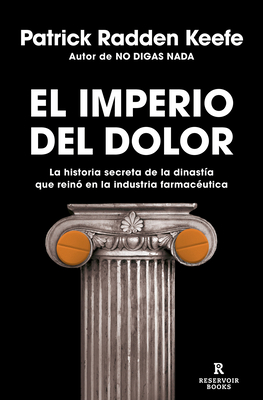 Patrick Radden Keefe
Autor de NO DIGAS NADA
EL IMPERIO
DEL DOLOR
La historia secreta de la dinastía
que reinó en la industria farmacéutica
R
RESERVOIR
BOOKS